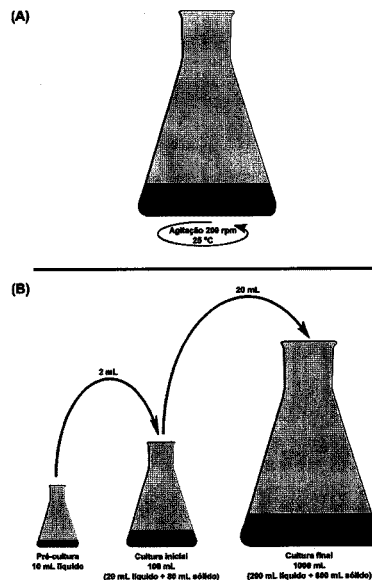 (A)
Agitação 200 rpm
25 °C
(B)
20 mL
2 mL
Pré-cultura
10 mL líquido
Cultura inicial
100 mL
(20 mL líquido + 80 mL sólido)
Cultura final
1000 mL
(200 mL líquido + 800 mL sólido)